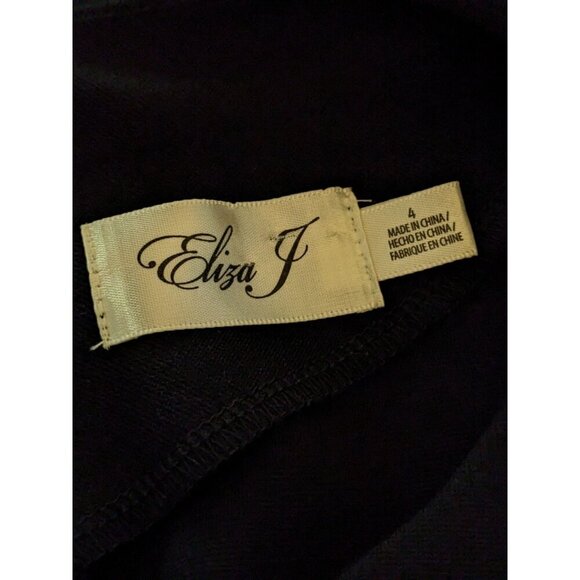 Eliza J
4
MADE IN CHINA/
HECHO EN CHINA/
FABRIQUE EN CHINE